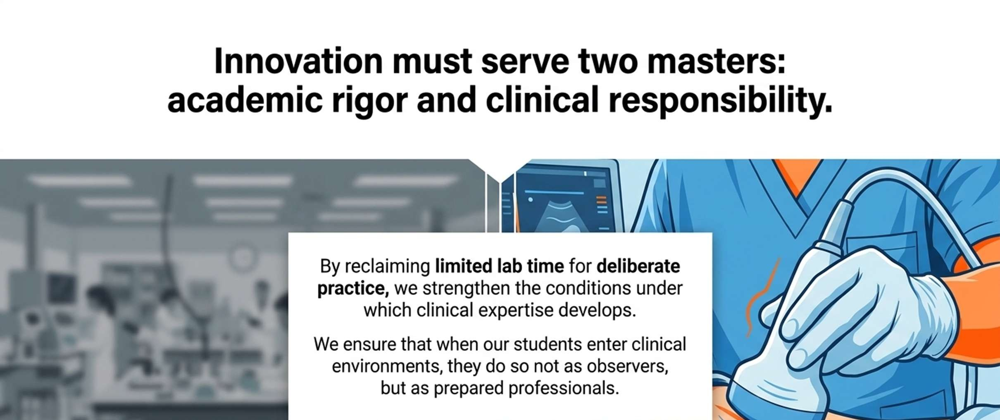 Innovation must serve two masters:
academic rigor and clinical responsibility.
By reclaiming limited lab time for deliberate
practice, we strengthen the conditions under
which clinical expertise develops.
We ensure that when our students enter clinical
environments, they do so not as observers,
but as prepared professionals.